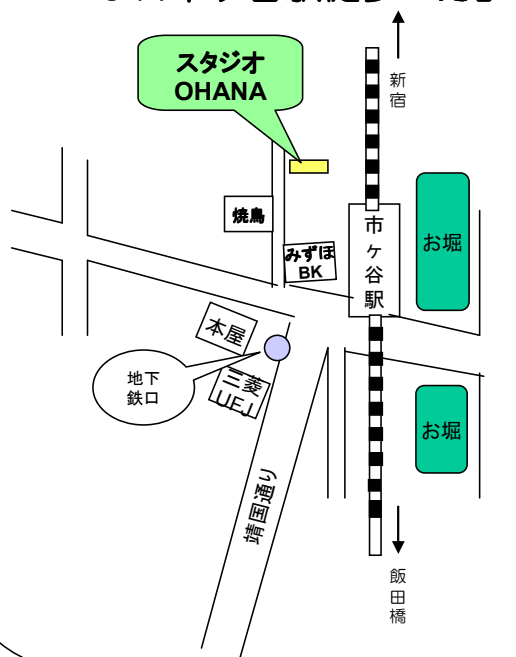 スタジオ
OHANA
新宿
焼鳥
みずほ
BK
市ヶ谷駅
お堀
本屋
地下
鉄口
三菱
UFJ
お堀
靖国通り
飯田橋